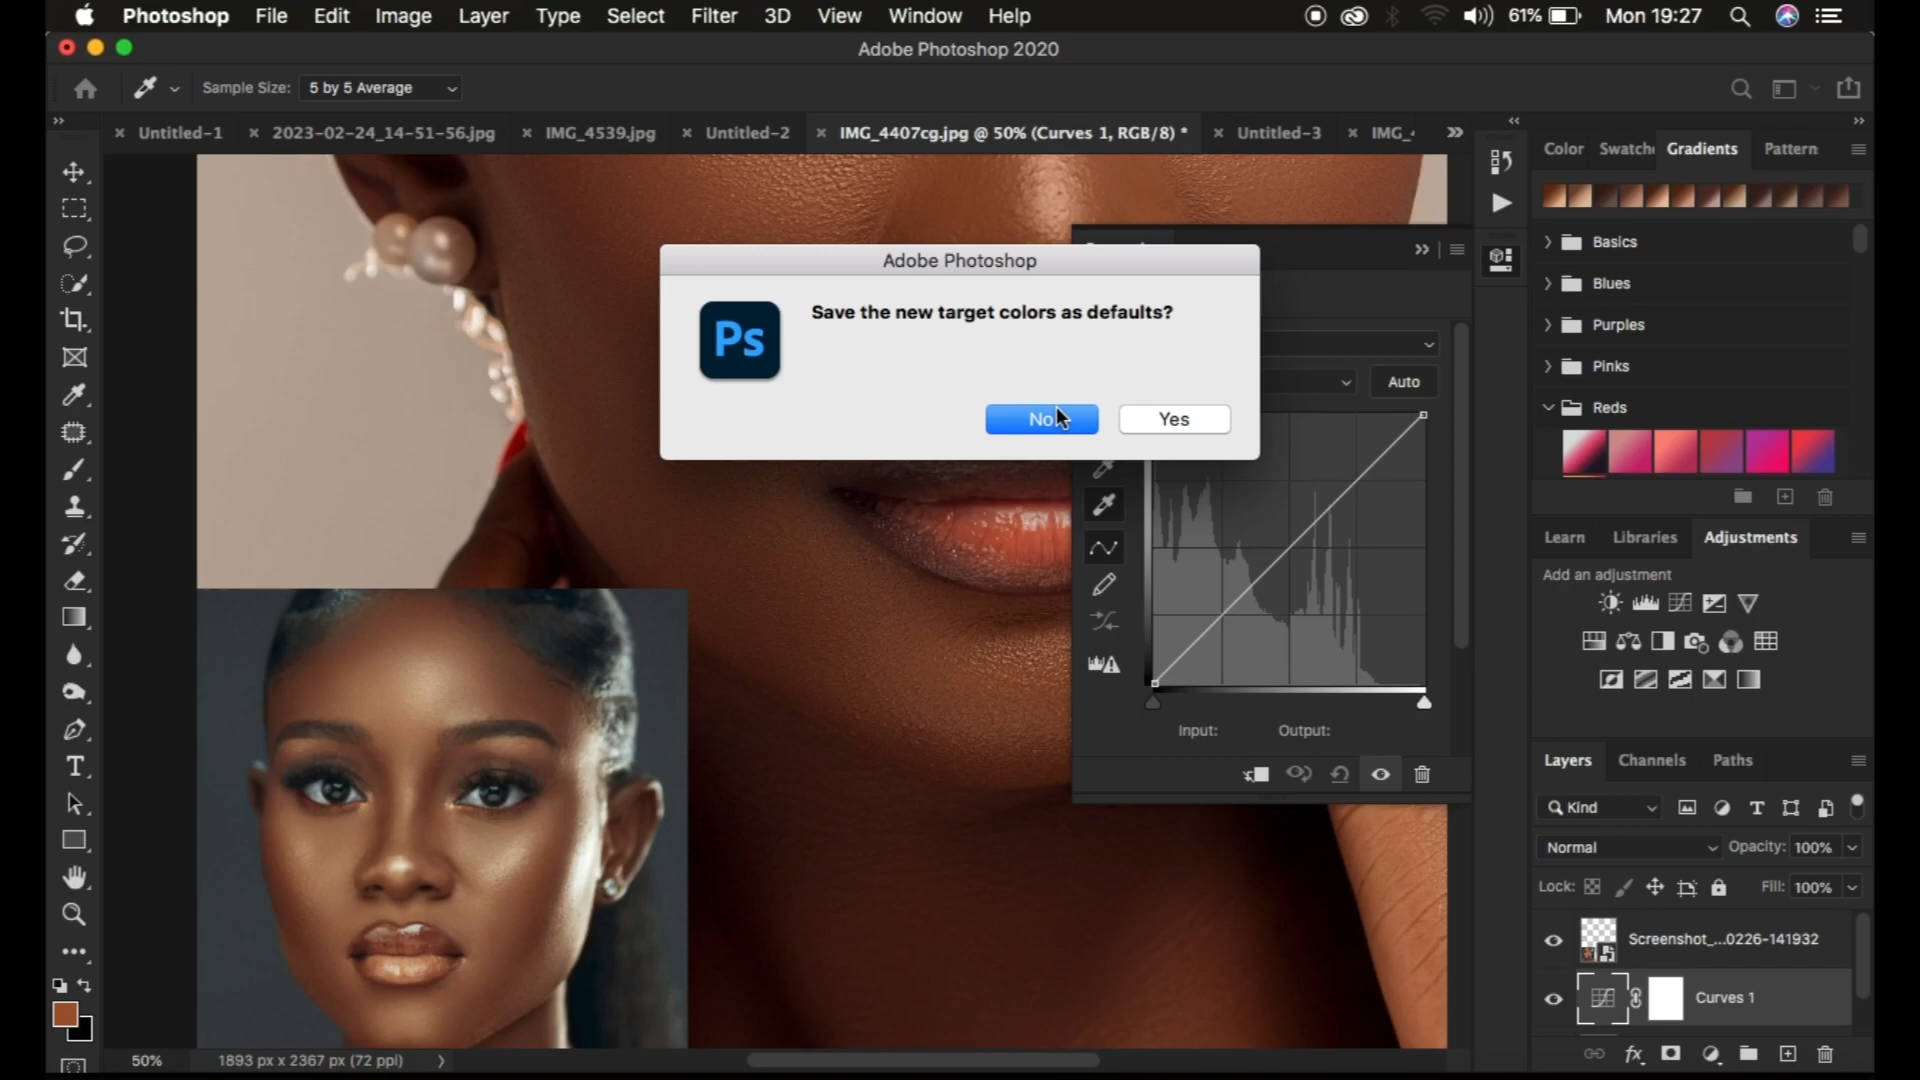 Photoshop File Edit Image Layer Type Select Filter 3D View Window Help 61% Mon 19:27
Adobe Photoshop 2020
Sample Size: 5 by 5 Average
Untitled-1 2023-02-24_14-51-56.jpg IMG_4539.jpg Untitled-2 IMG_4407cg.jpg @ 50% (Curves 1, RGB/8) * Untitled-3 IMG_
Color Swatch Gradients Pattern
Basics
Blues
Purples
Pinks
Reds
Adobe Photoshop
Ps
Save the new target colors as defaults?
No Yes
Auto
Input: Output:
Learn Libraries Adjustments
Add an adjustment
Layers Channels Paths
Kind
Normal Opacity: 100%
Lock: Fill: 100%
Screenshot_...0226-141932
Curves 1
fx
50% 1893 px x 2367 px (72 ppi)